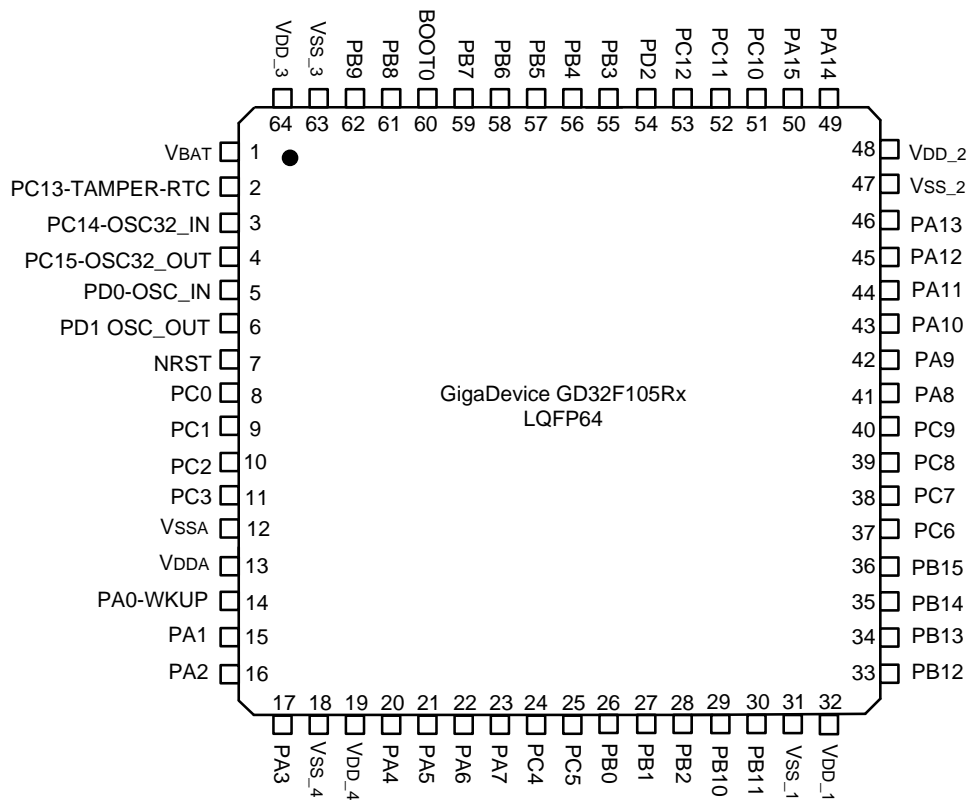 VDD_3 VSS_3 PB9 PB8 BOOT0 PB7 PB6 PB5 PB4 PB3 PD2 PC12 PC11 PC10 PA15 PA14
64 63 62 61 60 59 58 57 56 55 54 53 52 51 50 49
VBAT 1 48 VDD_2
PC13-TAMPER-RTC 2 47 VSS_2
PC14-OSC32_IN 3 46 PA13
PC15-OSC32_OUT 4 45 PA12
PD0-OSC_IN 5 44 PA11
PD1 OSC_OUT 6 43 PA10
NRST 7 42 PA9
PC0 8 GigaDevice GD32F105Rx 41 PA8
LQFP64
PC1 9 40 PC9
PC2 10 39 PC8
PC3 11 38 PC7
VSSA 12 37 PC6
VDDA 13 36 PB15
PA0-WKUP 14 35 PB14
PA1 15 34 PB13
PA2 16 33 PB12
17 18 19 20 21 22 23 24 25 26 27 28 29 30 31 32
PA3 VSS_4 VDD_4 PA4 PA5 PA6 PA7 PC4 PC5 PB0 PB1 PB2 PB10 PB11 VSS_1 VDD_1